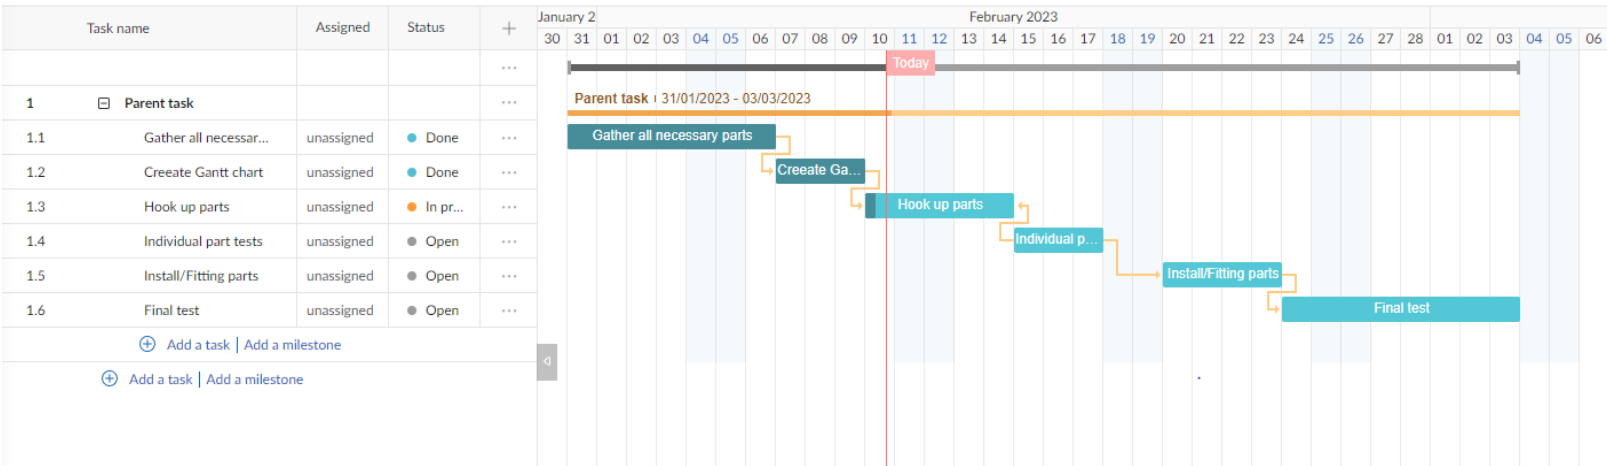 January 2 February 2023
Task name Assigned Status
30 31 01 02 03 04 05 06 07 08 09 10 11 12 13 14 15 16 17 18 19 20 21 22 23 24 25 26 27 28 01 02 03 04 05 06
Today
1 Parent task
Parent task 31/01/2023 - 03/03/2023
1.1 Gather all necessar... unassigned Done Gather all necessary parts
1.2 Creeate Gantt chart unassigned Done Creeate Ga...
1.3 Hook up parts unassigned In pr... Hook up parts
1.4 Individual part tests unassigned Open Individual p...
1.5 Install/Fitting parts unassigned Open Install/Fitting parts
1.6 Final test unassigned Open Final test
Add a task | Add a milestone
Add a task | Add a milestone